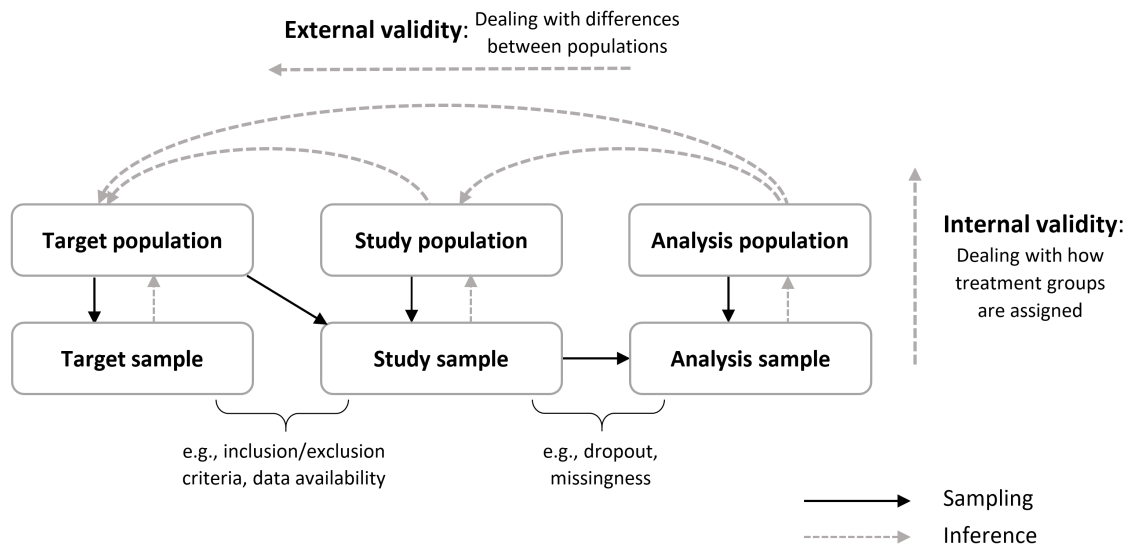 External validity: Dealing with differences
between populations
Target population
Study population
Analysis population
Internal validity:
Dealing with how
treatment groups
are assigned
Target sample
Study sample
Analysis sample
e.g., inclusion/exclusion
criteria, data availability
e.g., dropout,
missingness
Sampling
Inference